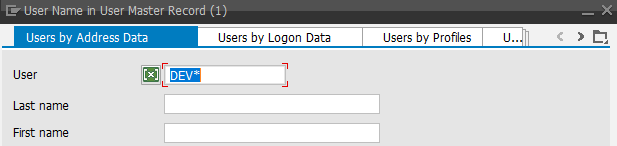 User Name in User Master Record (1)
Users by Address Data Users by Logon Data Users by Profiles U...
User DEV*
Last name
First name